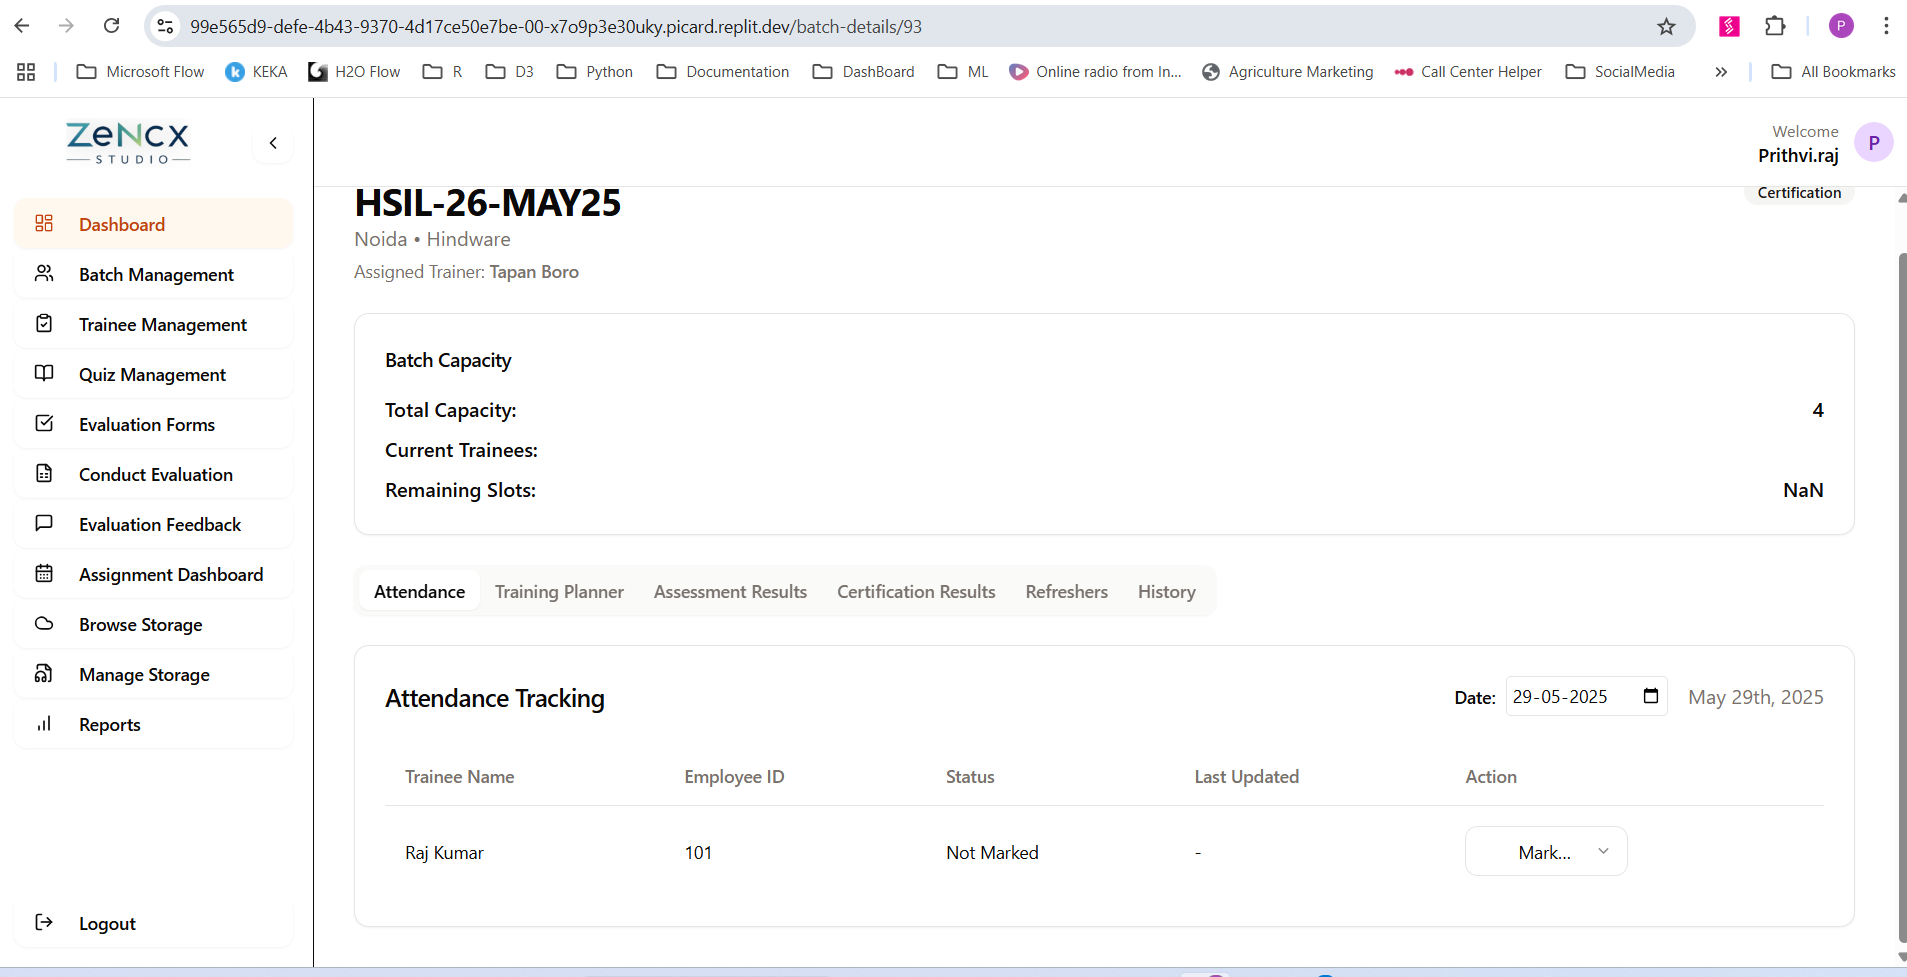 99e565d9-defe-4b43-9370-4d17ce50e7be-00-x7o9p3e30uky.picard.replit.dev/batch-details/93
P
Microsoft Flow KEKA H2O Flow R D3 Python Documentation DashBoard ML Online radio from In... Agriculture Marketing Call Center Helper SocialMedia » All Bookmarks
ZeNCX
STUDIO
Welcome
Prithvi.raj
P
HSIL-26-MAY25
Certification
Noida • Hindware
Assigned Trainer: Tapan Boro
Dashboard
Batch Management
Trainee Management
Quiz Management
Evaluation Forms
Conduct Evaluation
Evaluation Feedback
Assignment Dashboard
Browse Storage
Manage Storage
Reports
Logout
Batch Capacity
Total Capacity: 4
Current Trainees:
Remaining Slots: NaN
Attendance Training Planner Assessment Results Certification Results Refreshers History
Attendance Tracking
Date: 29-05-2025 May 29th, 2025
Trainee Name Employee ID Status Last Updated Action
Raj Kumar 101 Not Marked - Mark...